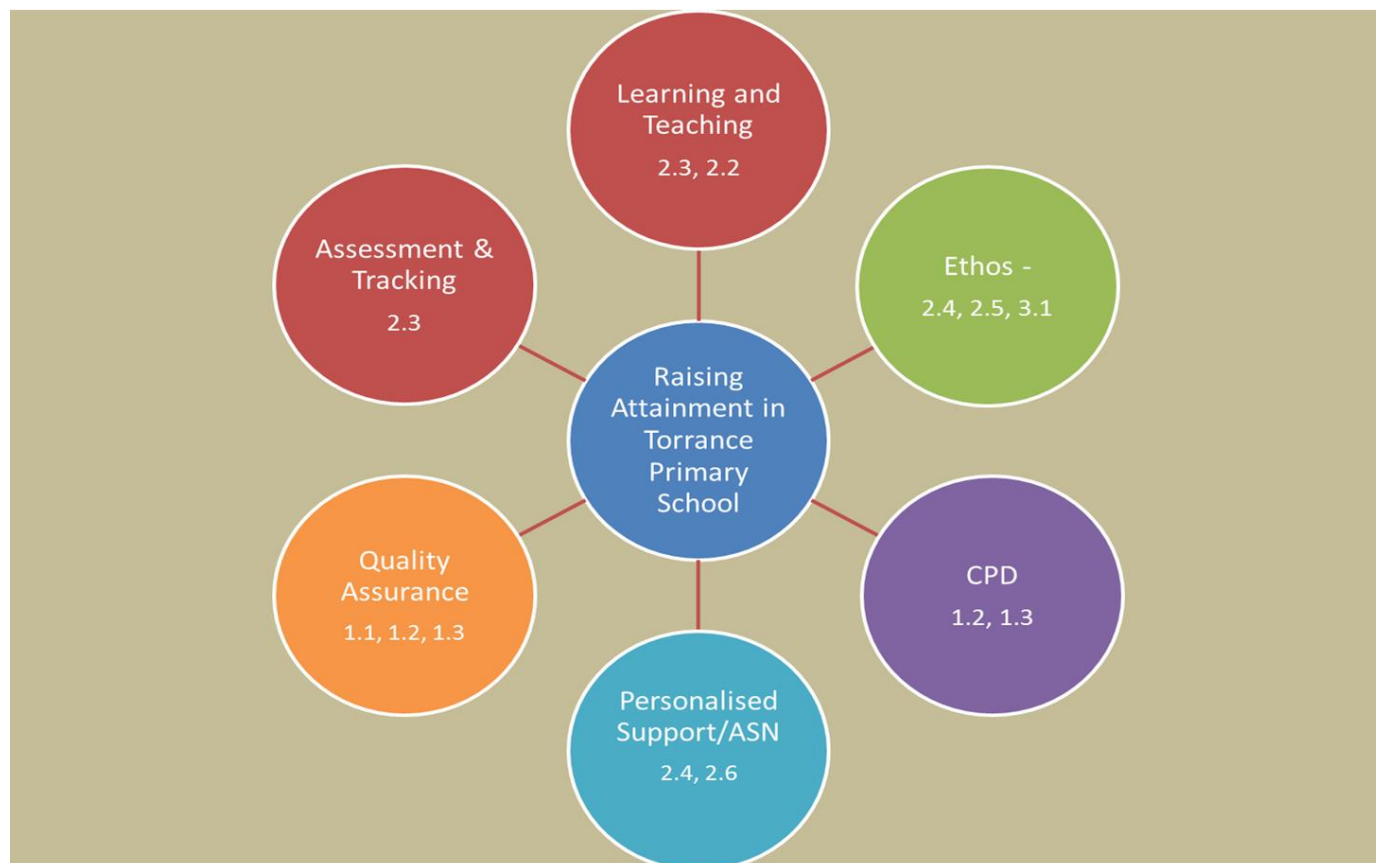 Learning and
Teaching
2.3, 2.2
Assessment &
Tracking
2.3
Ethos -
2.4, 2.5, 3.1
Raising
Attainment in
Torrance
Primary
School
Quality
Assurance
1.1, 1.2, 1.3
CPD
1.2, 1.3
Personalised
Support/ASN
2.4, 2.6